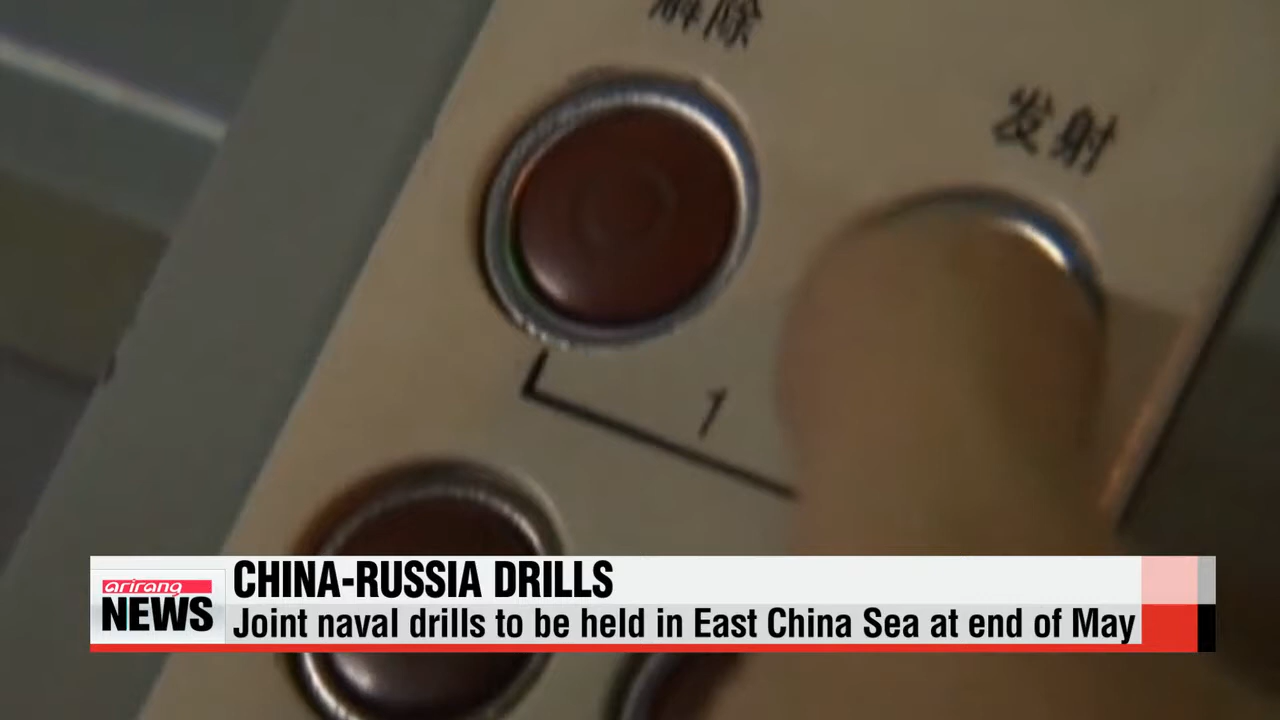 解除
发射
1
CHINA-RUSSIA DRILLS
arirang
NEWS
Joint naval drills to be held in East China Sea at end of May